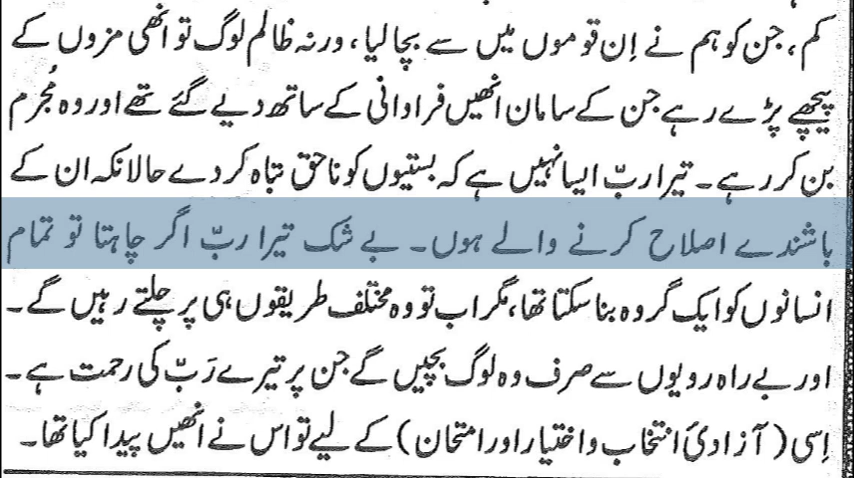 کم، جن کو ہم نے اِن قوموں میں سے بچا لیا، ورنہ ظالم لوگ تو انھی مزوں کے
پیچھے پڑے رہے جن کے سامان انھیں فراوانی کے ساتھ دیے گئے تھے اور وہ مُجرم
بن کر رہے۔ تیرا ربّ ایسا نہیں ہے کہ بستیوں کو ناحق تباہ کر دے حالانکہ ان کے
باشندے اصلاح کرنے والے ہوں۔ بے شک تیرا ربّ اگر چاہتا تو تمام
انسانوں کو ایک گروہ بنا سکتا تھا، مگر اب تو وہ مختلف طریقوں ہی پر چلتے رہیں گے۔
اور بے راہ رویوں سے صرف وہ لوگ بچیں گے جن پر تیرے رَبّ کی رحمت ہے۔
اِسی (آزادیٔ انتخاب و اختیار اور امتحان) کے لیے تو اس نے انھیں پیدا کیا تھا۔